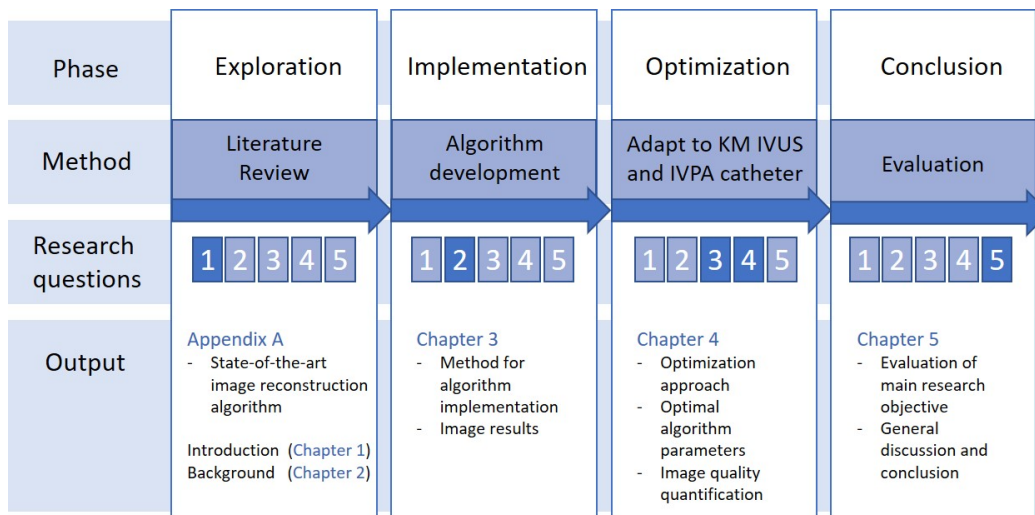 Phase
Exploration
Implementation
Optimization
Conclusion
Method
Literature
Review
Algorithm
development
Adapt to KM IVUS
and IVPA catheter
Evaluation
Research
questions
1 2 3 4 5
1 2 3 4 5
1 2 3 4 5
1 2 3 4 5
Output
Appendix A
- State-of-the-art
image reconstruction
algorithm
Introduction (Chapter 1)
Background (Chapter 2)
Chapter 3
- Method for
algorithm
implementation
- Image results
Chapter 4
- Optimization
approach
- Optimal
algorithm
parameters
- Image quality
quantification
Chapter 5
- Evaluation of
main research
objective
- General
discussion and
conclusion